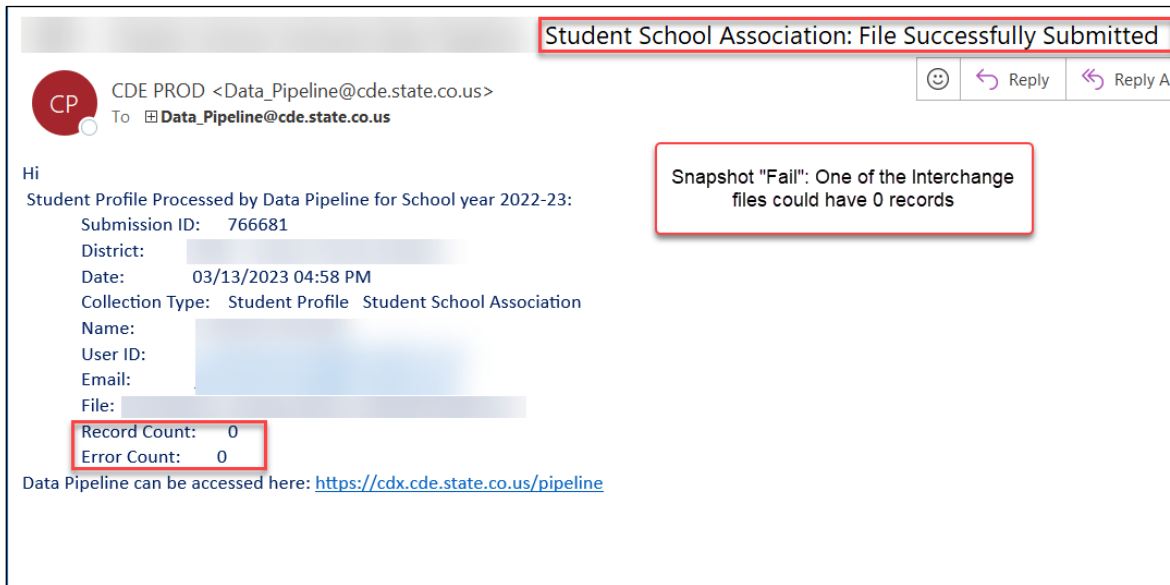 Student School Association: File Successfully Submitted
CP
CDE PROD <Data_Pipeline@cde.state.co.us>
Reply
Reply A
To Data_Pipeline@cde.state.co.us
Hi
Student Profile Processed by Data Pipeline for School year 2022-23:
Submission ID: 766681
District:
Date: 03/13/2023 04:58 PM
Collection Type: Student Profile Student School Association
Name:
User ID:
Email:
File:
Record Count: 0
Error Count: 0
Data Pipeline can be accessed here: https://cdx.cde.state.co.us/pipeline
Snapshot "Fail": One of the Interchange
files could have 0 records